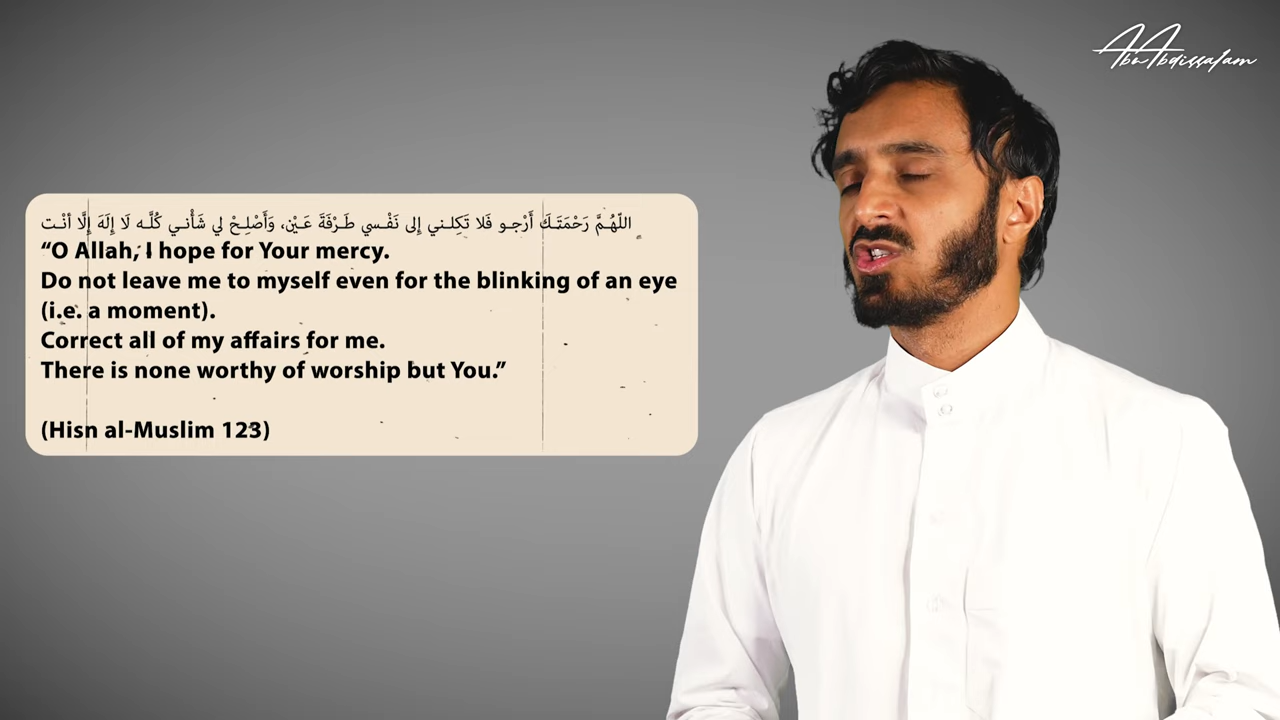 اللّهُـمَّ رَحْمَتَـكَ أَرْجـو فَلا تَكِلـني إِلى نَفْـسي طَـرْفَةَ عَـيْن، وَأَصْلِـحْ لي شَأْنـي كُلَّـه لَا إِلَهَ إِلَّا أنْـت
“O Allah, I hope for Your mercy.
Do not leave me to myself even for the blinking of an eye
(i.e. a moment).
Correct all of my affairs for me.
There is none worthy of worship but You.”
(Hisn al-Muslim 123)
AbuAbdissalam